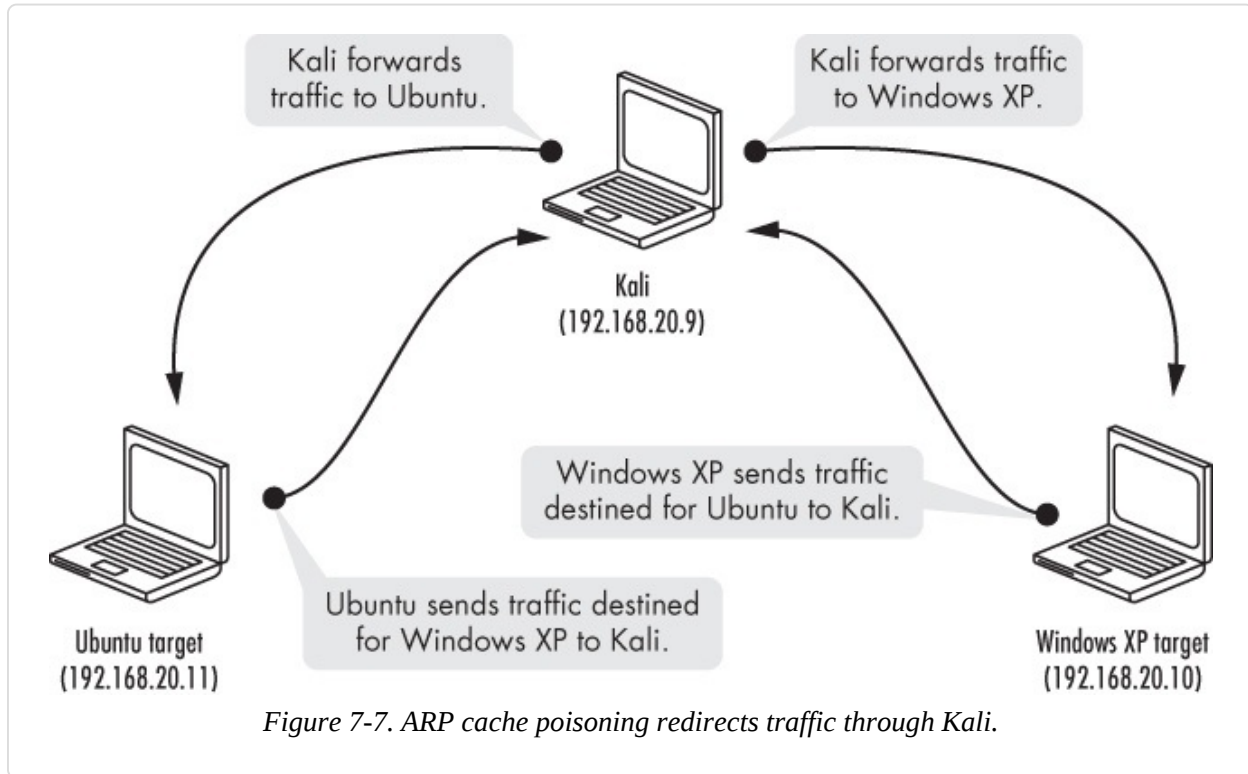 Kali forwards
traffic to Ubuntu.
Kali forwards traffic
to Windows XP.
Kali
(192.168.20.9)
Windows XP sends traffic
destined for Ubuntu to Kali.
Ubuntu sends traffic destined
for Windows XP to Kali.
Ubuntu target
(192.168.20.11)
Windows XP target
(192.168.20.10)
Figure 7-7. ARP cache poisoning redirects traffic through Kali.